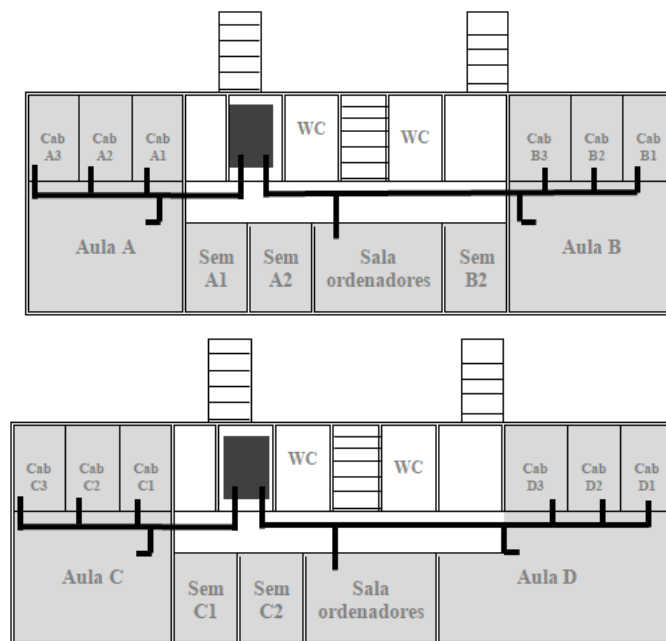 Cab
A3
Cab
A2
Cab
A1
WC
WC
Cab
B3
Cab
B2
Cab
B1
Aula A
Sem
A1
Sem
A2
Sala
ordenadores
Sem
B2
Aula B
Cab
C3
Cab
C2
Cab
C1
WC
WC
Cab
D3
Cab
D2
Cab
D1
Aula C
Sem
C1
Sem
C2
Sala
ordenadores
Aula D